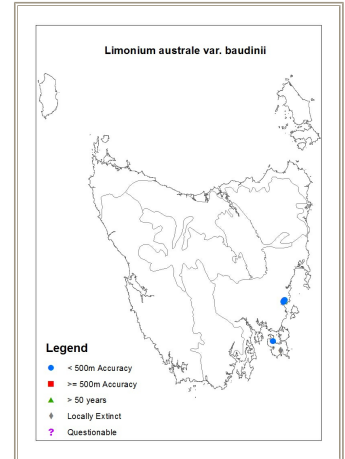 Limonium australe var. baudinii
Legend
< 500m Accuracy
>= 500m Accuracy
> 50 years
Locally Extinct
? Questionable